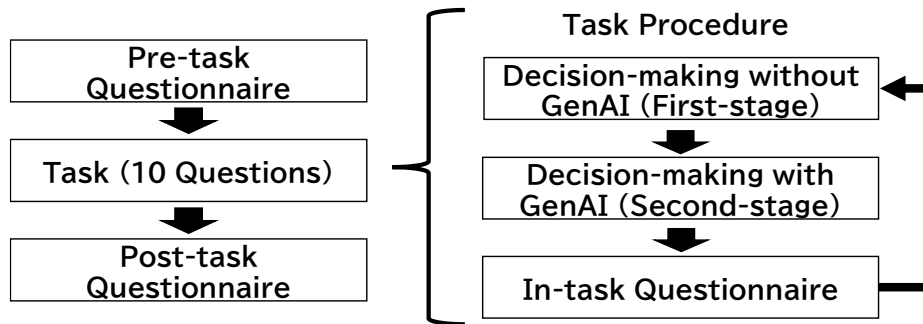 Pre-task
Questionnaire
Task (10 Questions)
Post-task
Questionnaire
Task Procedure
Decision-making without
GenAI (First-stage)
Decision-making with
GenAI (Second-stage)
In-task Questionnaire